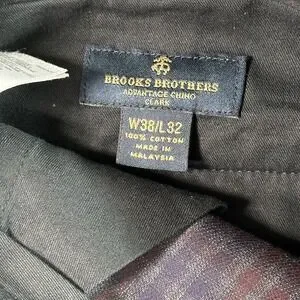 BROOKS BROTHERS
ADVANTAGE CHINO
CLARK
W38/L32
100% COTTON
MADE IN
MALAYSIA